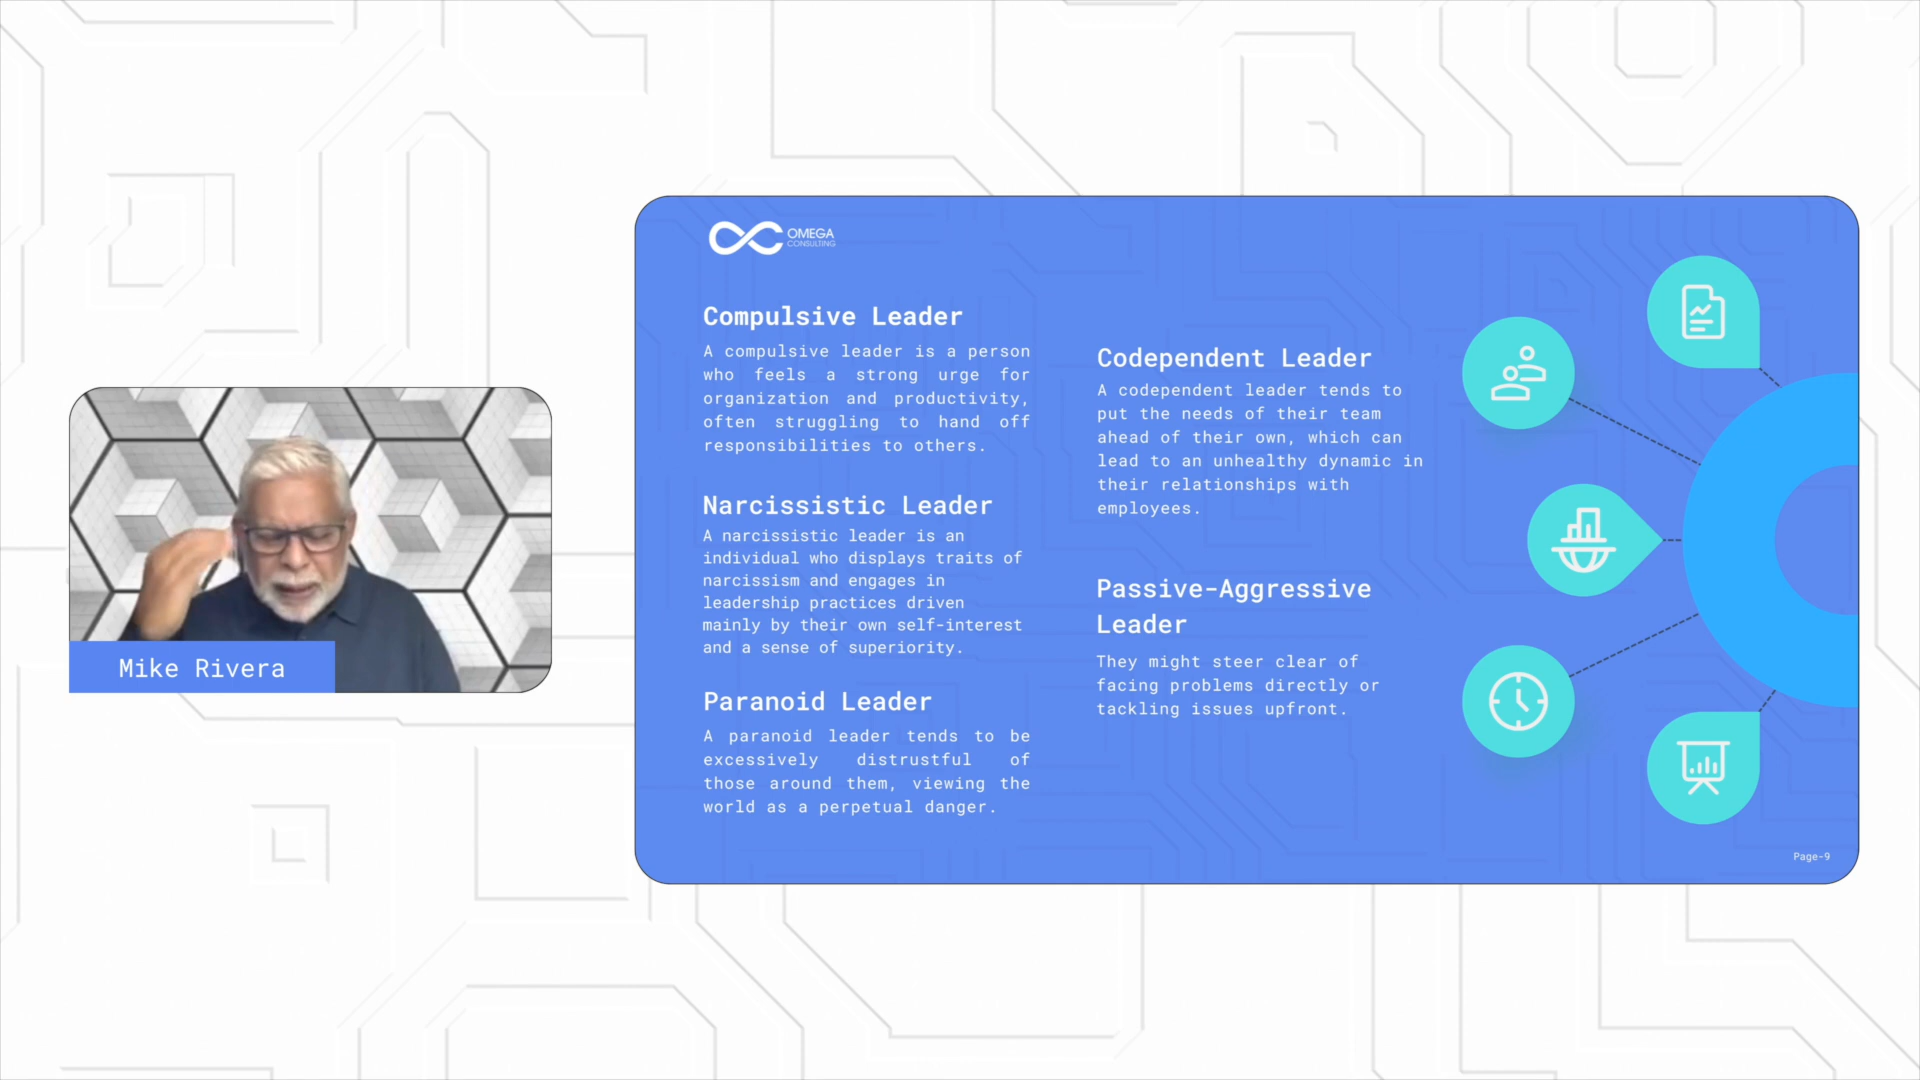 OMEGA
CONSULTING
Compulsive Leader
A compulsive leader is a person
who feels a strong urge for
organization and productivity,
often struggling to hand off
responsibilities to others.
Narcissistic Leader
A narcissistic leader is an
individual who displays traits of
narcissism and engages in
leadership practices driven
mainly by their own self-interest
and a sense of superiority.
Paranoid Leader
A paranoid leader tends to be
excessively distrustful of
those around them, viewing the
world as a perpetual danger.
Codependent Leader
A codependent leader tends to
put the needs of their team
ahead of their own, which can
lead to an unhealthy dynamic in
their relationships with
employees.
Passive-Aggressive
Leader
They might steer clear of
facing problems directly or
tackling issues upfront.
Mike Rivera
Page-9